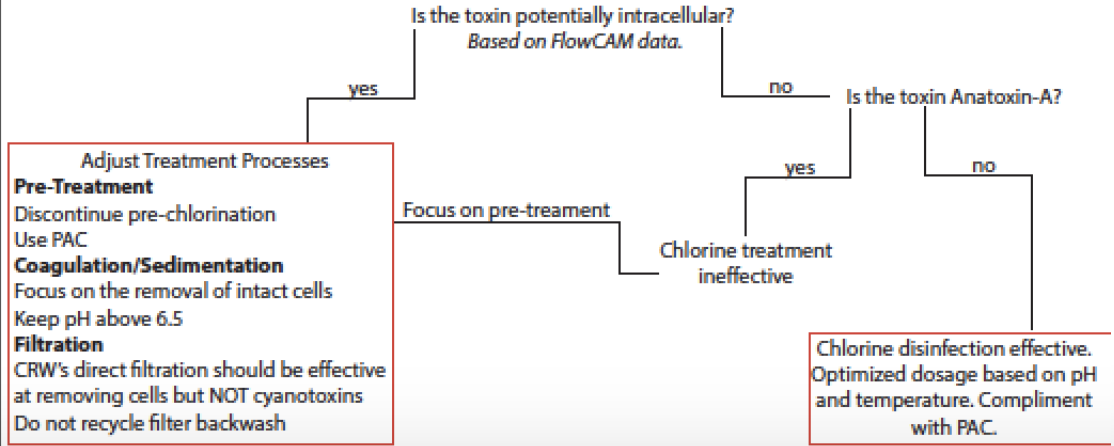 Is the toxin potentially intracellular?
Based on FlowCAM data.
yes
no
Is the toxin Anatoxin-A?
Adjust Treatment Processes
Pre-Treatment
Discontinue pre-chlorination
Use PAC
Coagulation/Sedimentation
Focus on the removal of intact cells
Keep pH above 6.5
Filtration
CRW's direct filtration should be effective
at removing cells but NOT cyanotoxins
Do not recycle filter backwash
Focus on pre-treament
yes
no
Chlorine treatment
ineffective
Chlorine disinfection effective.
Optimized dosage based on pH
and temperature. Compliment
with PAC.